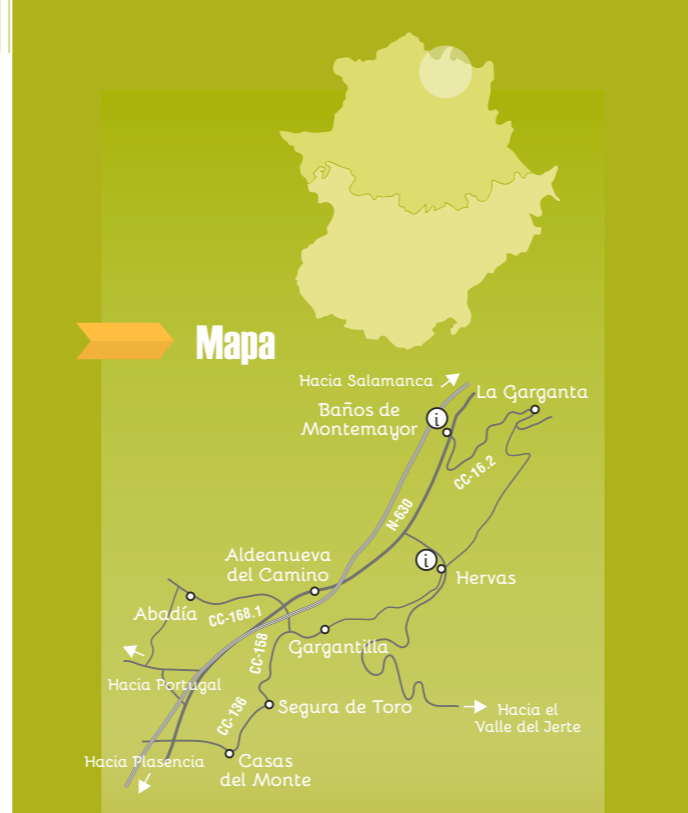 Mapa
Hacia Salamanca
La Garganta
Baños de
Montemayor
i
CC-16.2
N-630
Aldeanueva
del Camino
i
Hervas
Abadía
CC-168.1
CC-158
Gargantilla
Hacia Portugal
CC-136
Segura de Toro
Hacia el
Valle del Jerte
Hacia Plasencia
Casas
del Monte